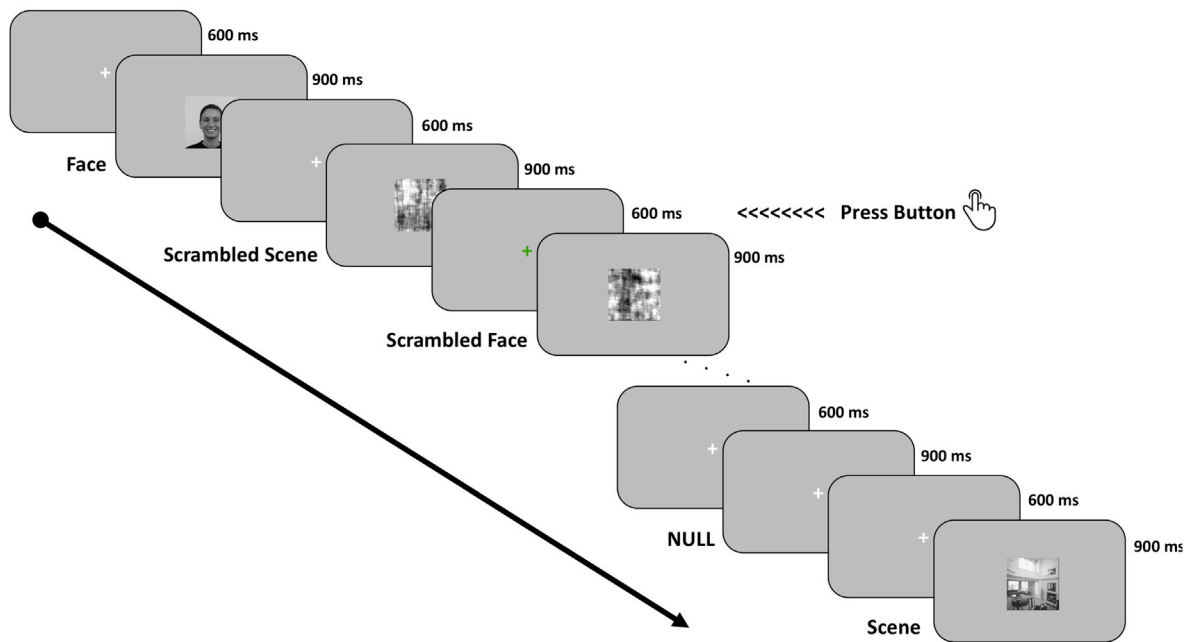 600 ms
900 ms
Face
600 ms
900 ms
Scrambled Scene
600 ms
<<<<<<<< Press Button
900 ms
Scrambled Face
600 ms
900 ms
NULL
600 ms
900 ms
Scene